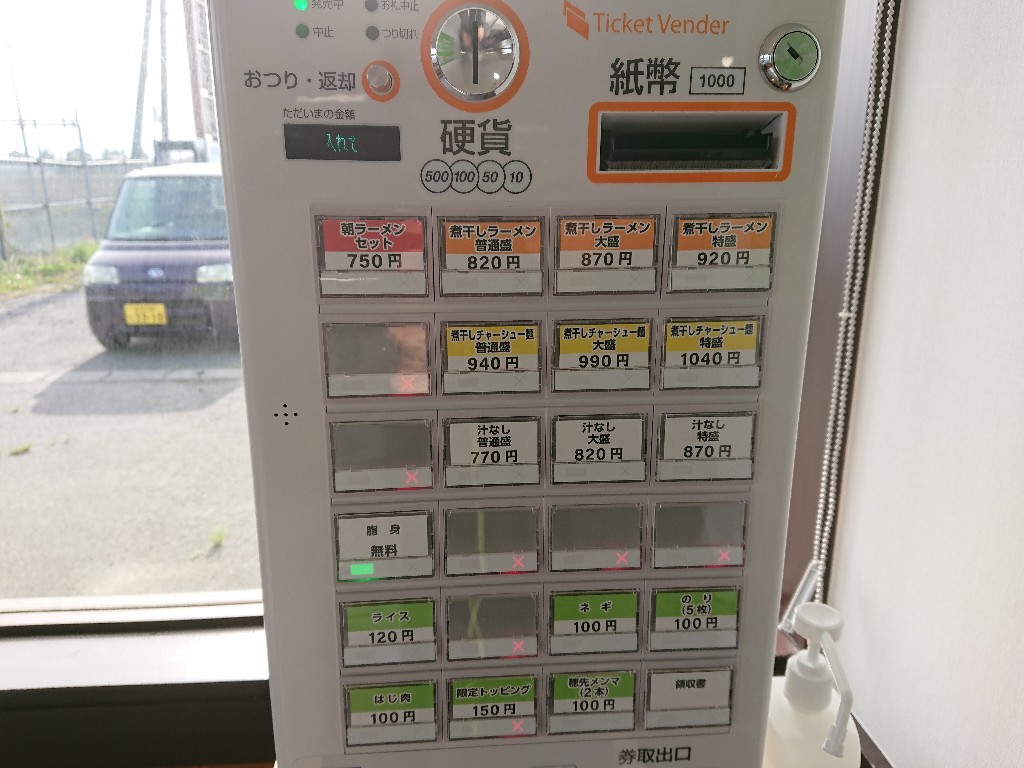 発売中
お札中止
中止
つり切れ
おつり・返却
ただいまの金額
入れて
硬貨
500 100 50 10
Ticket Vender
紙幣 1000
朝ラーメン
セット
750円
煮干しラーメン
普通盛
820円
煮干しラーメン
大盛
870円
煮干しラーメン
特盛
920円
煮干しチャーシュー麺
普通盛
940円
煮干しチャーシュー麺
大盛
990円
煮干しチャーシュー麺
特盛
1040円
汁なし
普通盛
770円
汁なし
大盛
820円
汁なし
特盛
870円
脂身
無料
ライス
120円
ネギ
100円
のり
(5枚)
100円
はじ肉
100円
限定トッピング
150円
穂先メンマ
(2本)
100円
領収書
券取出口